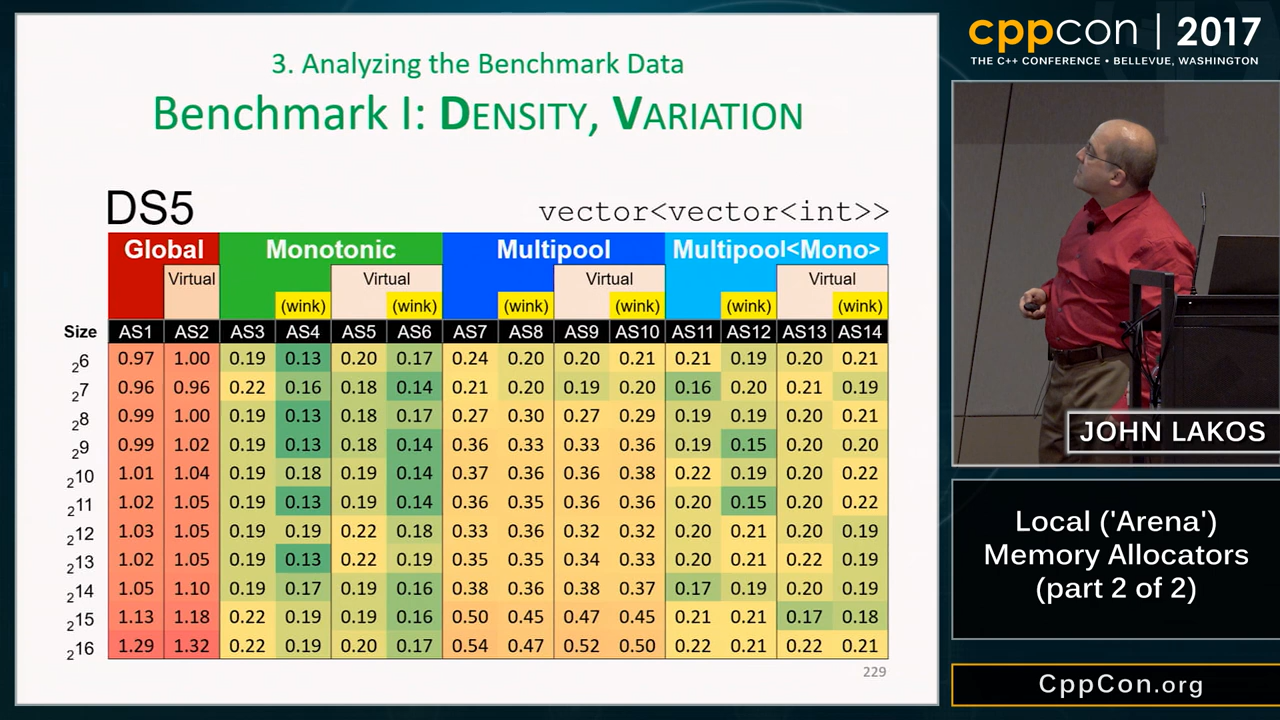 3. Analyzing the Benchmark Data
Benchmark I: DENSITY, VARIATION
DS5
vector<vector<int>>
Global Monotonic Multipool Multipool<Mono>
Virtual Virtual Virtual Virtual
(wink) (wink) (wink) (wink) (wink) (wink)
Size AS1 AS2 AS3 AS4 AS5 AS6 AS7 AS8 AS9 AS10 AS11 AS12 AS13 AS14
26 0.97 1.00 0.19 0.13 0.20 0.17 0.24 0.20 0.20 0.21 0.21 0.19 0.20 0.21
27 0.96 0.96 0.22 0.16 0.18 0.14 0.21 0.20 0.19 0.20 0.16 0.20 0.21 0.19
28 0.99 1.00 0.19 0.13 0.18 0.17 0.27 0.30 0.27 0.29 0.19 0.19 0.20 0.21
29 0.99 1.02 0.19 0.13 0.18 0.14 0.36 0.33 0.33 0.36 0.19 0.15 0.20 0.20
210 1.01 1.04 0.19 0.18 0.19 0.14 0.37 0.36 0.36 0.38 0.22 0.19 0.20 0.22
211 1.02 1.05 0.19 0.13 0.19 0.14 0.36 0.35 0.36 0.36 0.20 0.15 0.20 0.22
212 1.03 1.05 0.19 0.19 0.22 0.18 0.33 0.36 0.32 0.32 0.20 0.21 0.20 0.19
213 1.02 1.05 0.19 0.13 0.22 0.19 0.35 0.35 0.34 0.33 0.20 0.21 0.22 0.19
214 1.05 1.10 0.19 0.17 0.19 0.16 0.38 0.36 0.38 0.37 0.17 0.19 0.20 0.19
215 1.13 1.18 0.22 0.19 0.19 0.16 0.50 0.45 0.47 0.45 0.21 0.21 0.17 0.18
216 1.29 1.32 0.22 0.19 0.20 0.17 0.54 0.47 0.52 0.50 0.22 0.21 0.22 0.21
229
cppcon | 2017
THE C++ CONFERENCE • BELLEVUE, WASHINGTON
JOHN LAKOS
Local ('Arena')
Memory Allocators
(part 2 of 2)
CppCon.org